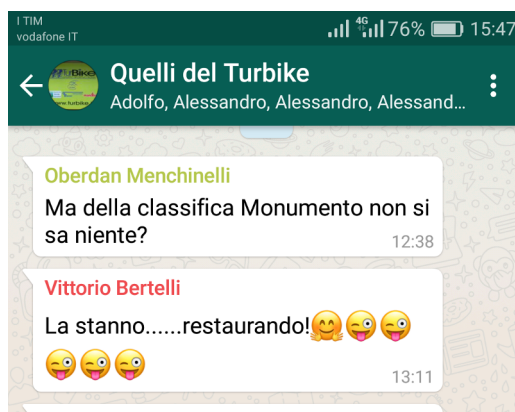 I TIM
vodafone IT
4G
76%
15:47
TurBike
Quelli del Turbike
Adolfo, Alessandro, Alessandro, Alessand...
Oberdan Menchinelli
Ma della classifica Monumento non si
sa niente?
12:38
Vittorio Bertelli
La stanno......restaurando!🤗😜😜
😜😜😜
13:11